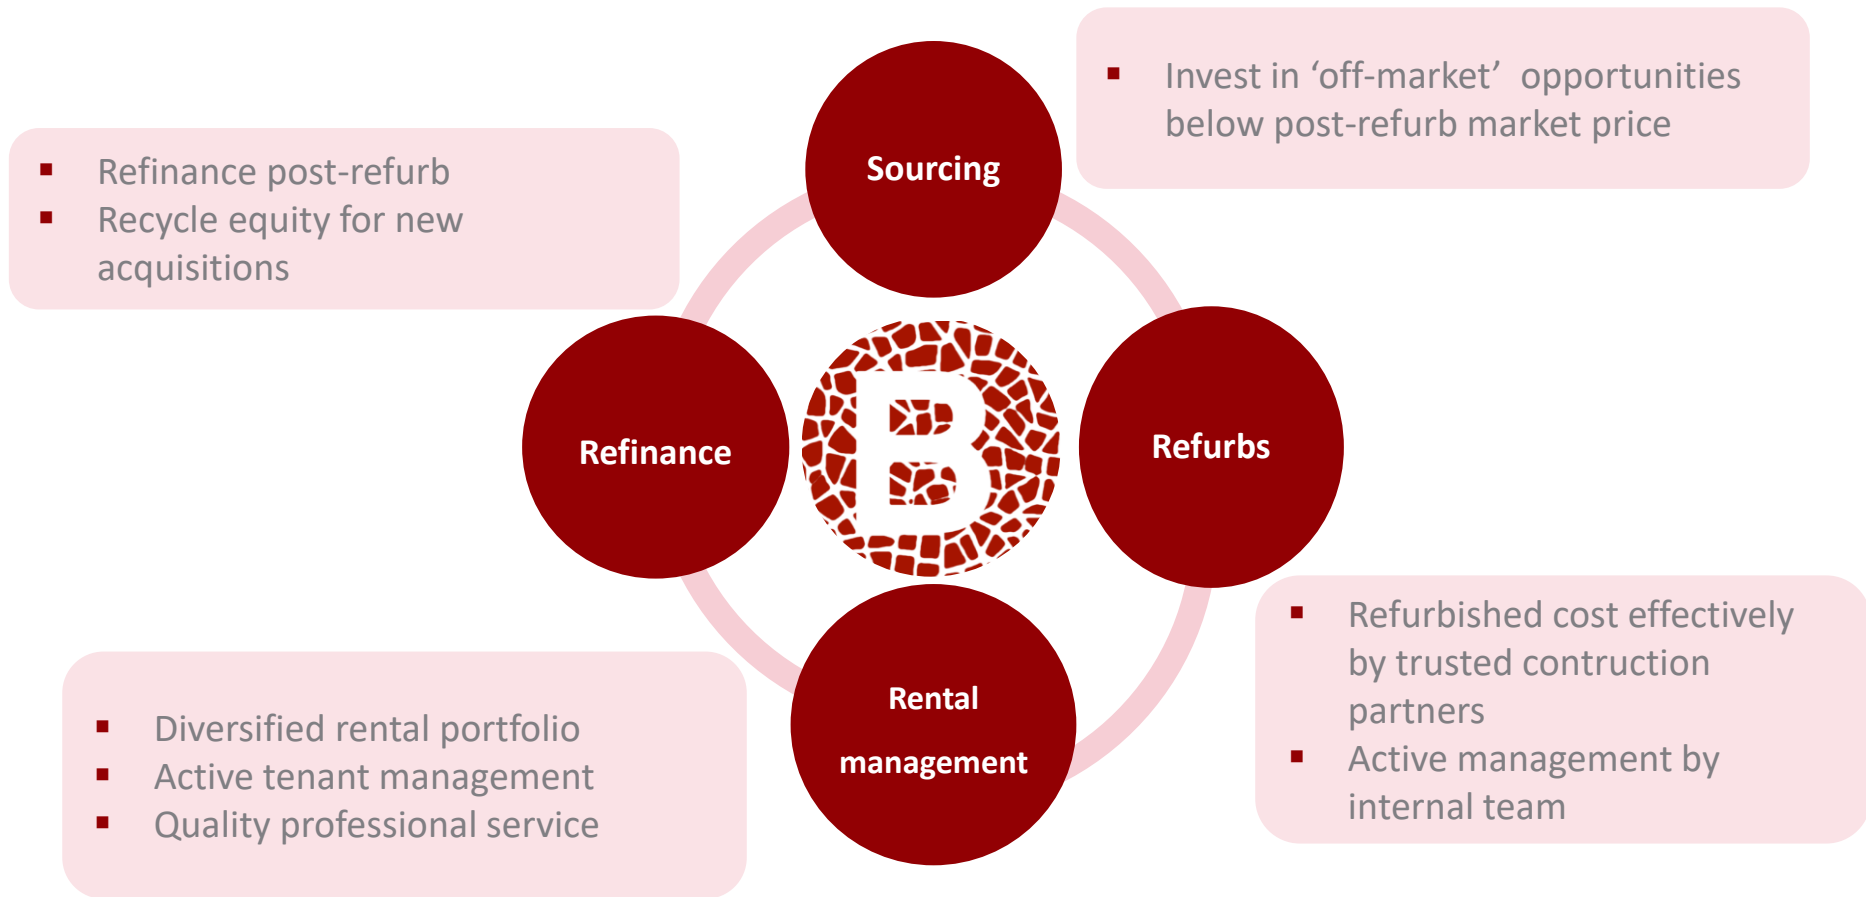 Sourcing
▪ Invest in ‘off-market’ opportunities
below post-refurb market price
▪ Refinance post-refurb
▪ Recycle equity for new
acquisitions
Refinance
B
Refurbs
▪ Refurbished cost effectively
by trusted contruction
partners
▪ Active management by
internal team
Rental
management
▪ Diversified rental portfolio
▪ Active tenant management
▪ Quality professional service